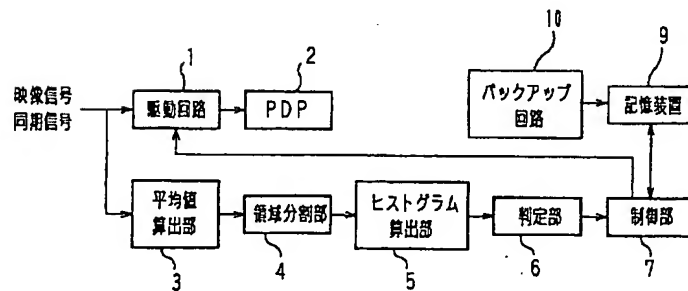 10
9
1
2
映像信号
同期信号
駆動回路
PDP
バックアップ
回路
記憶装置
平均値
算出部
領域分割部
ヒストグラム
算出部
判定部
制御部
3
4
5
6
7